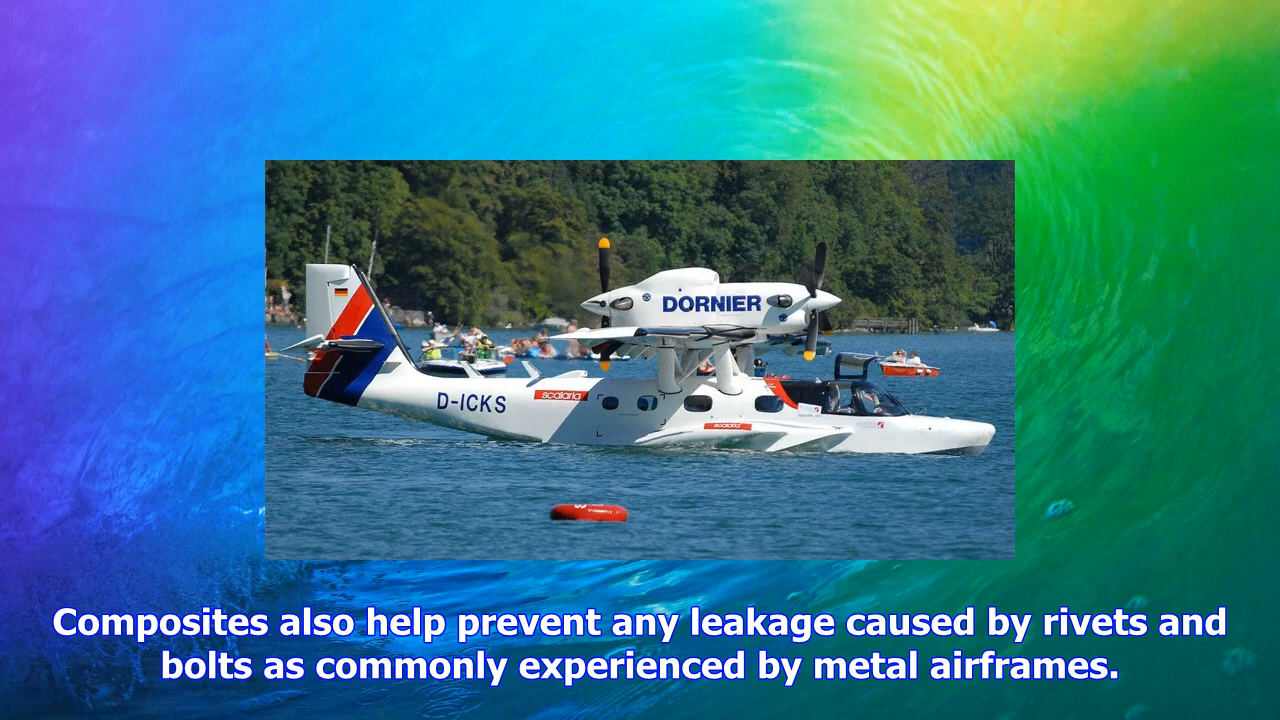 DORNIER
D-ICKS
scalaria
scalaria
Composites also help prevent any leakage caused by rivets and
bolts as commonly experienced by metal airframes.